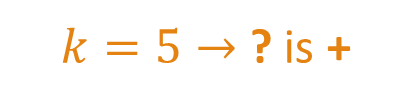 k = 5 → ? is +